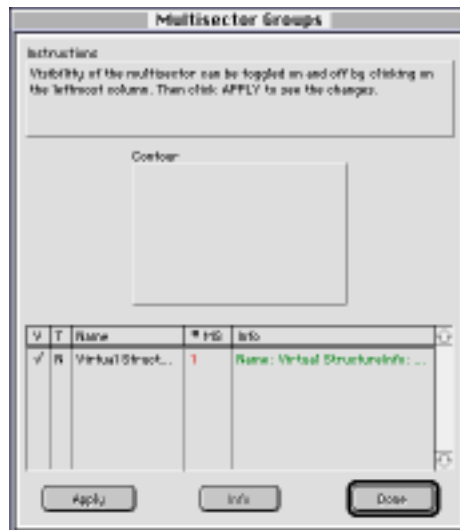 Multisector Groups
Instructions
Visibility of the multisector can be toggled on and off by clicking on
the leftmost column. Then click APPLY to see the changes.
Contour
V T Name # MS Info
√ N Virtual Struct... 1 Name: Virtual StructureInfo: ...
Apply Info Done